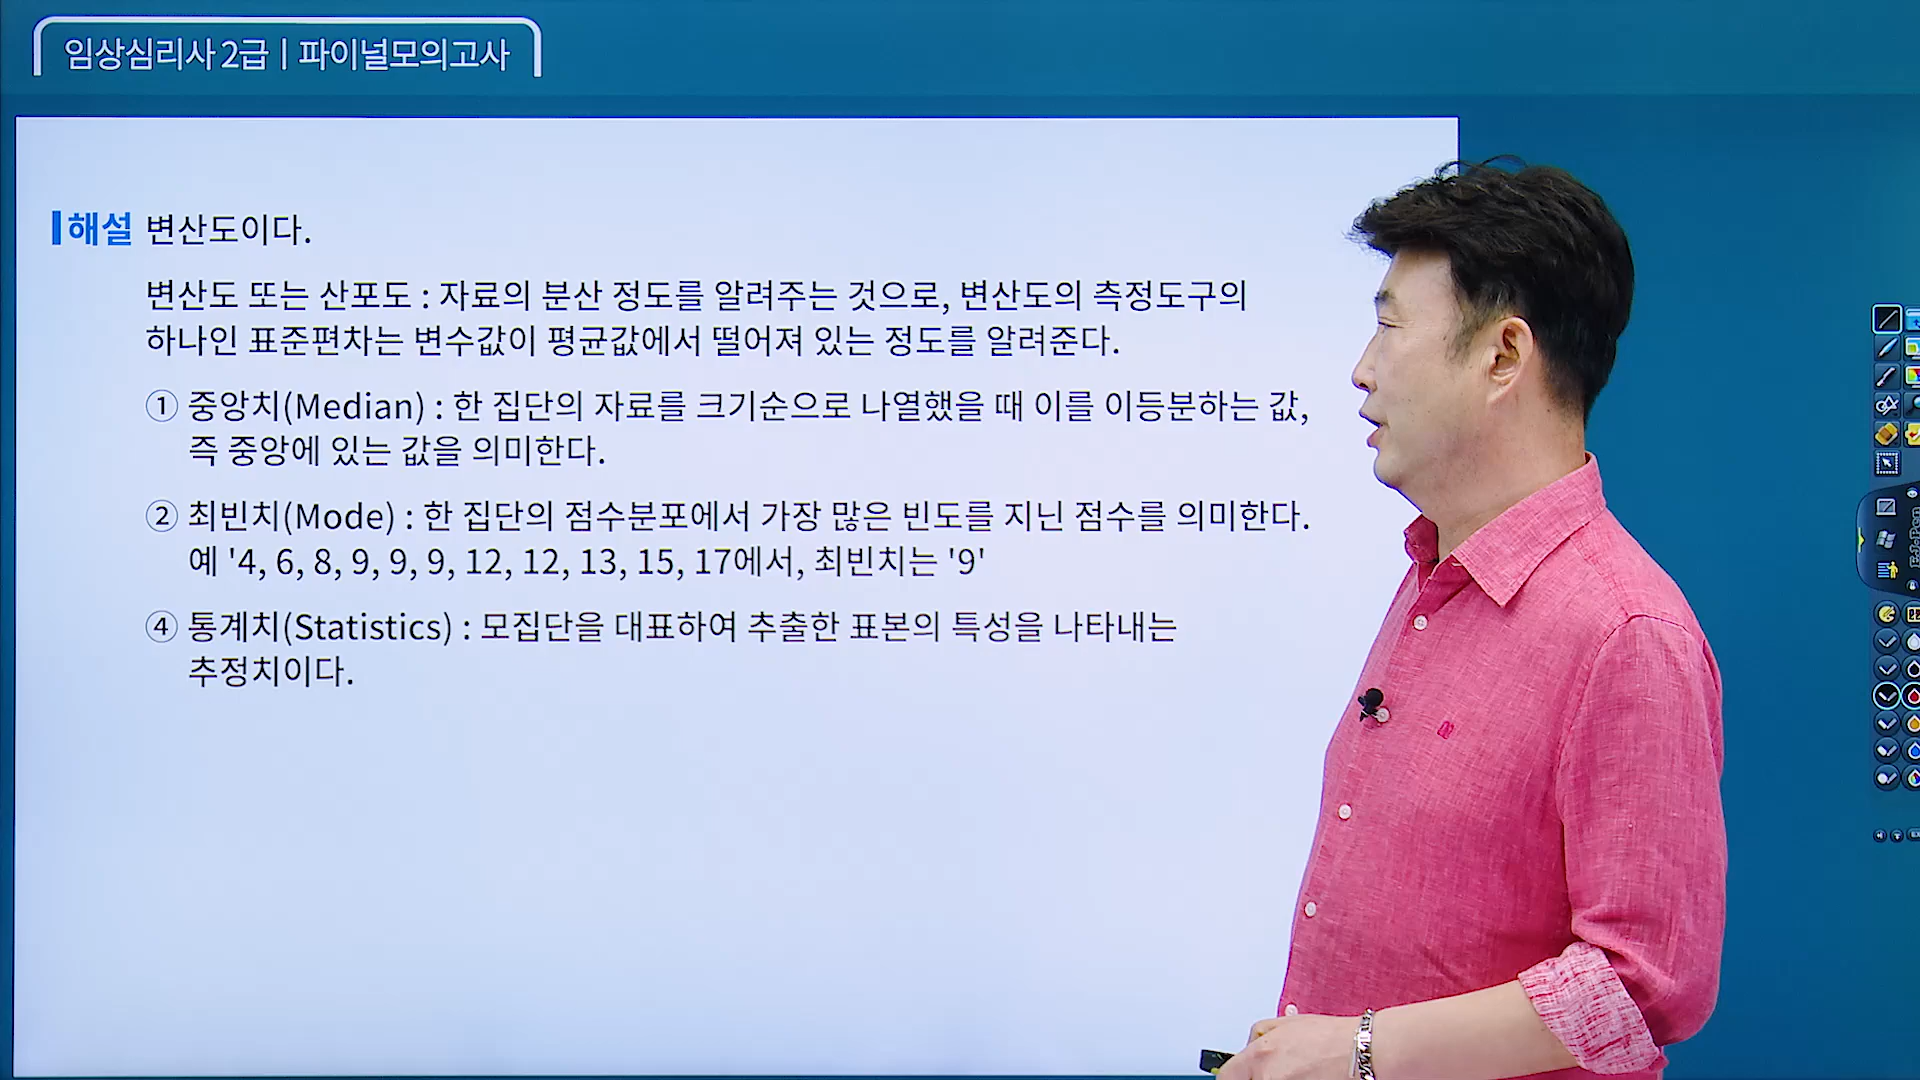 임상심리사 2급 | 파이널모의고사
해설 변산도이다.
변산도 또는 산포도 : 자료의 분산 정도를 알려주는 것으로, 변산도의 측정도구의
하나인 표준편차는 변수값이 평균값에서 떨어져 있는 정도를 알려준다.
① 중앙치(Median) : 한 집단의 자료를 크기순으로 나열했을 때 이를 이등분하는 값,
즉 중앙에 있는 값을 의미한다.
② 최빈치(Mode) : 한 집단의 점수분포에서 가장 많은 빈도를 지닌 점수를 의미한다.
예 '4, 6, 8, 9, 9, 9, 12, 12, 13, 15, 17에서, 최빈치는 '9'
④ 통계치(Statistics) : 모집단을 대표하여 추출한 표본의 특성을 나타내는
추정치이다.